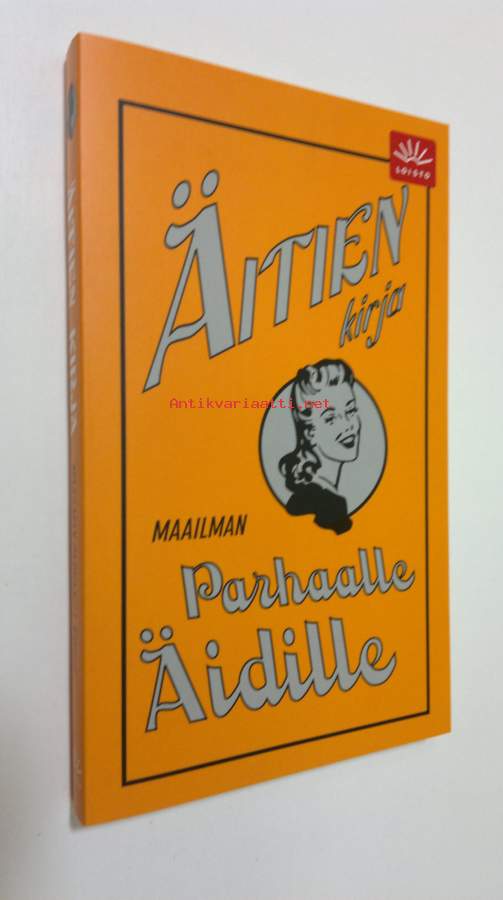 soisto
ÄITIEN
kirja
Antikvariaatti.net
MAAILMAN
Parhaalle
Äidille
ÄITIEN KIRJA